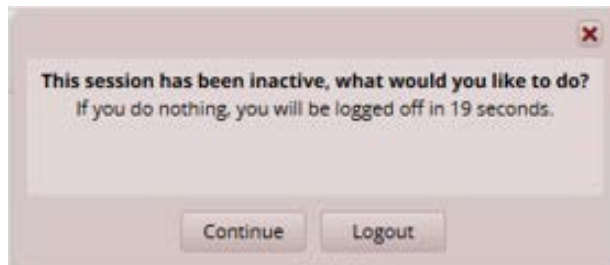 This session has been inactive, what would you like to do?
If you do nothing, you will be logged off in 19 seconds.
Continue
Logout